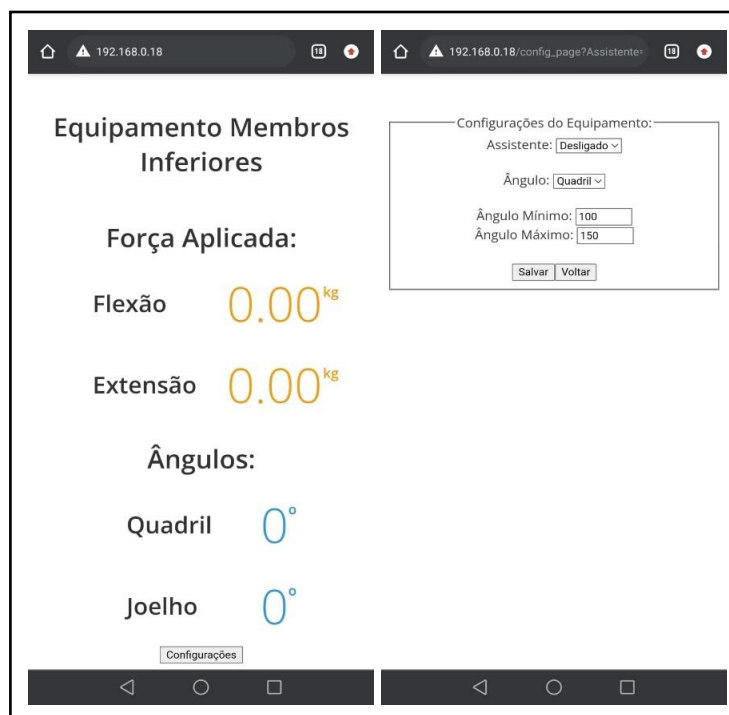 192.168.0.18
18
Equipamento Membros
Inferiores
Força Aplicada:
Flexão 0.00 kg
Extensão 0.00 kg
Ângulos:
Quadril 0°
Joelho 0°
Configurações
192.168.0.18/config_page?Assistente=
18
Configurações do Equipamento:
Assistente: Desligado
Ângulo: Quadril
Ângulo Mínimo: 100
Ângulo Máximo: 150
Salvar Voltar